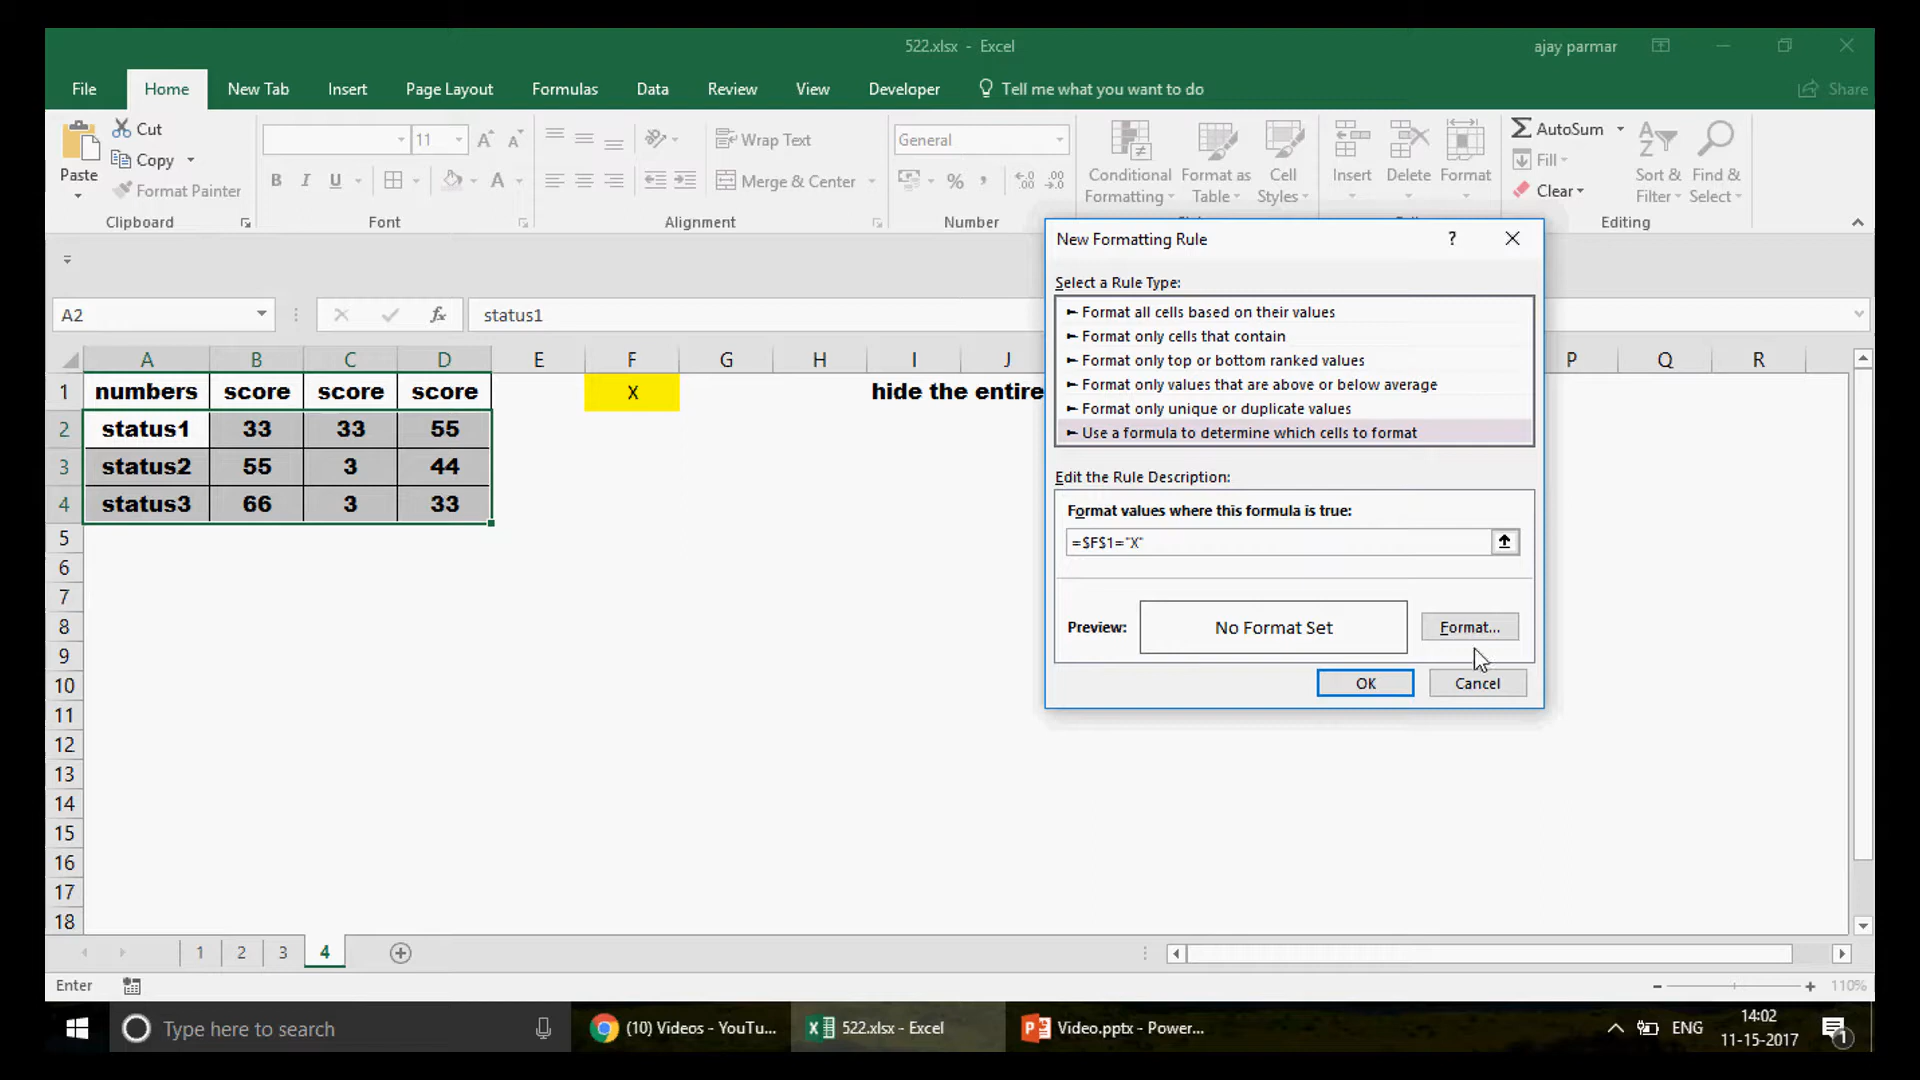 522.xlsx - Excel
ajay parmar
File Home New Tab Insert Page Layout Formulas Data Review View Developer Tell me what you want to do Share
Paste
Cut
Copy
Format Painter
Clipboard
11
B I U
Font
Wrap Text
Merge & Center
Alignment
General
Number
Conditional Formatting
Format as Table
Cell Styles
Insert
Delete
Format
AutoSum
Fill
Clear
Sort & Filter
Find & Select
Editing
A2
status1
A B C D E F G H I J P Q R
1 numbers score score score X hide the entire
2 status1 33 33 55
3 status2 55 3 44
4 status3 66 3 33
5
6
7
8
9
10
11
12
13
14
15
16
17
18
New Formatting Rule
Select a Rule Type:
Format all cells based on their values
Format only cells that contain
Format only top or bottom ranked values
Format only values that are above or below average
Format only unique or duplicate values
Use a formula to determine which cells to format
Edit the Rule Description:
Format values where this formula is true:
=$F$1="X"
Preview:
No Format Set
Format...
OK
Cancel
1 2 3 4
Enter
110%
Type here to search
(10) Videos - YouTu...
522.xlsx - Excel
Video.pptx - Power...
ENG
14:02
11-15-2017
1